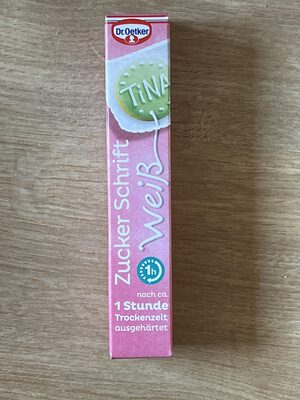 Dr. Oetker
TiNA
Zucker Schrift
weiß
1h
nach ca.
1 Stunde
Trockenzeit
ausgehärtet